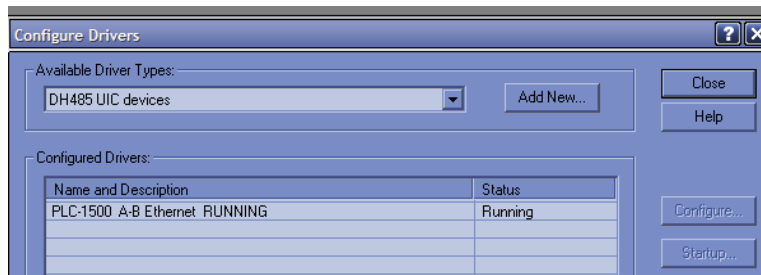 Configure Drivers
Available Driver Types:
DH485 UIC devices
Add New...
Close
Help
Configured Drivers:
Name and Description Status
PLC-1500 A-B Ethernet RUNNING Running
Configure...
Startup...